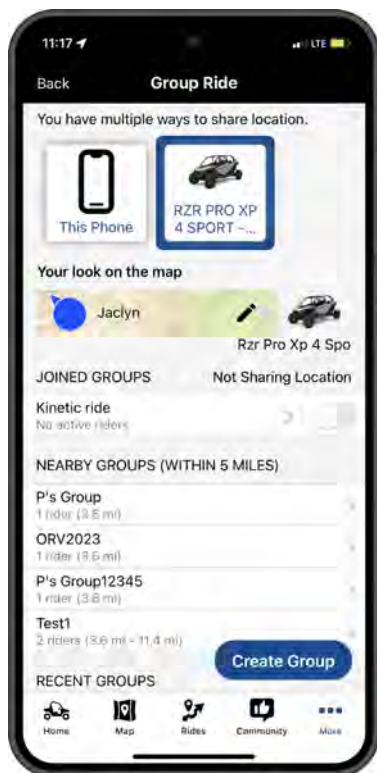 11:17
LTE
Back
Group Ride
You have multiple ways to share location.
This Phone
RZR PRO XP
4 SPORT -...
Your look on the map
Jaclyn
Rzr Pro Xp 4 Spo
JOINED GROUPS
Not Sharing Location
Kinetic ride
No active riders
NEARBY GROUPS (WITHIN 5 MILES)
P's Group
1 rider (3.6 mi)
ORV2023
1 rider (3.6 mi)
P's Group12345
1 rider (3.6 mi)
Test1
2 riders (3.6 mi - 11.4 mi)
Create Group
RECENT GROUPS
Home
Map
Rides
Community
More